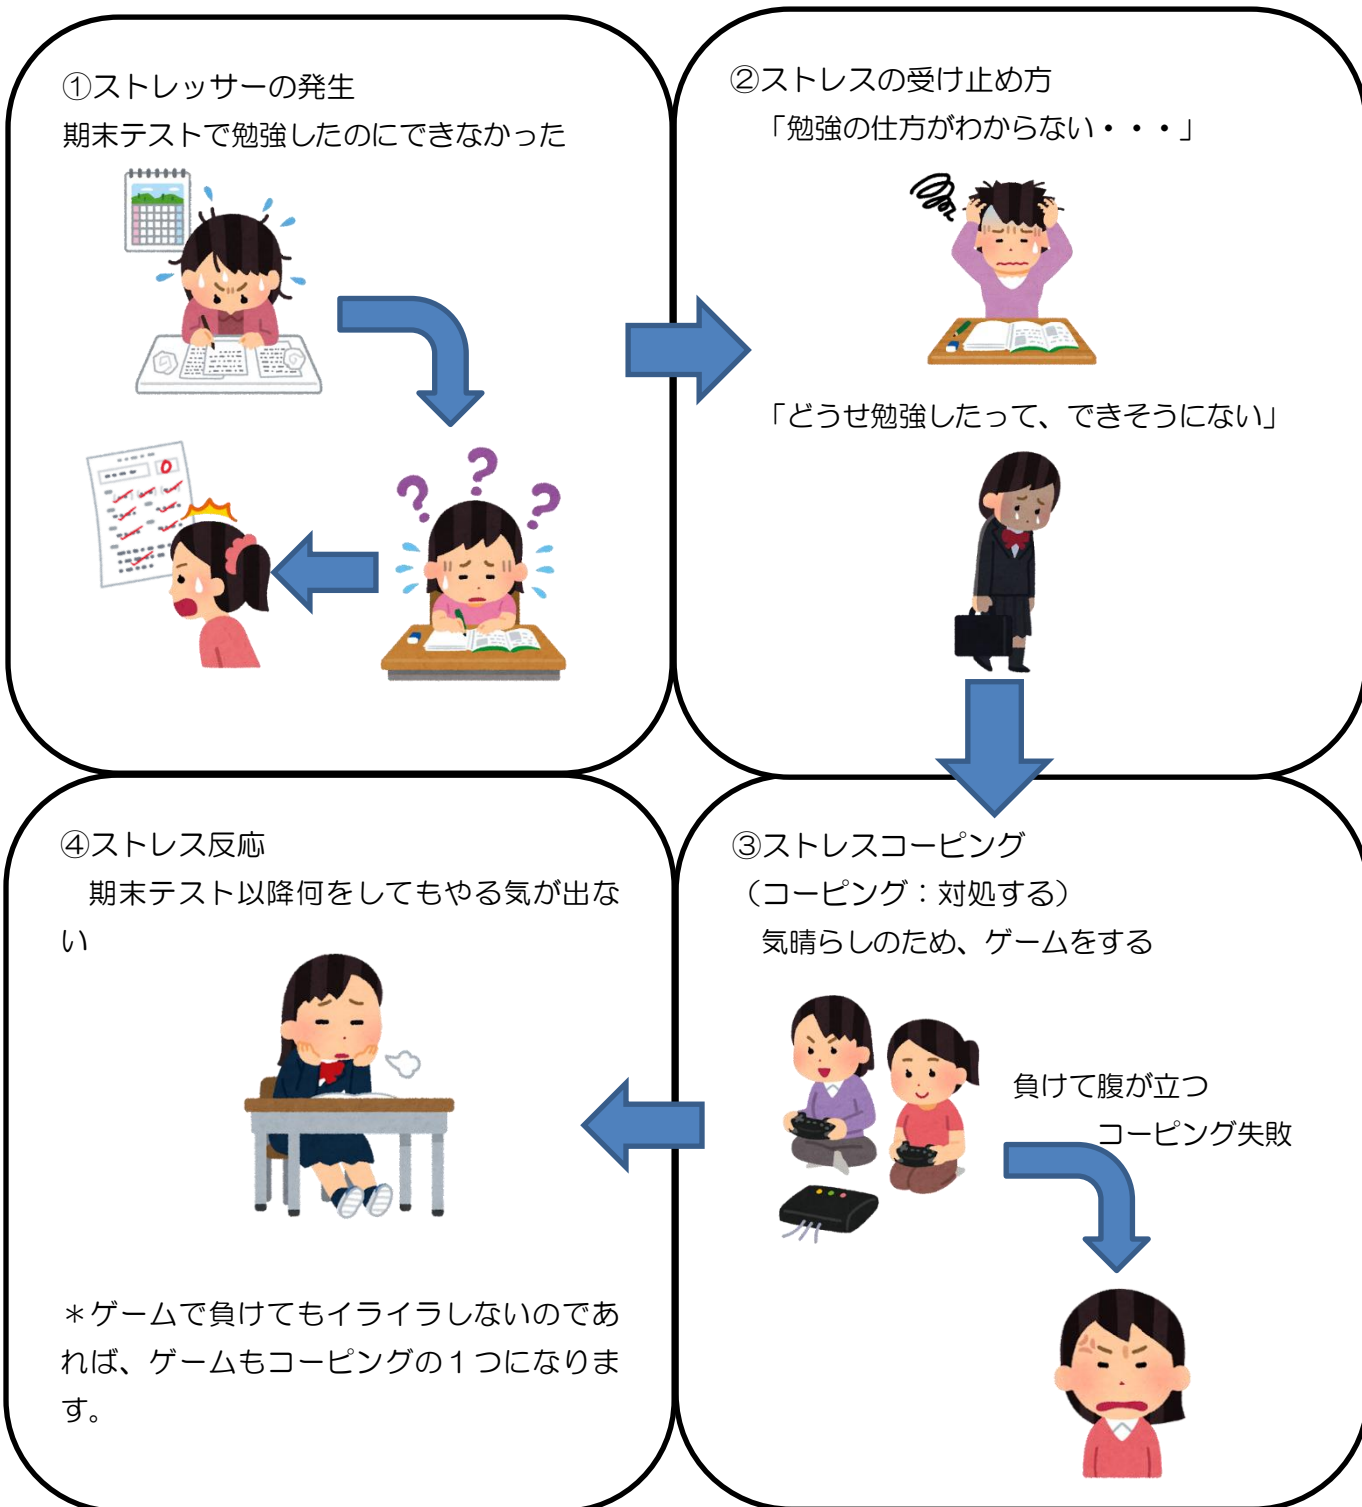 ①ストレッサーの発生
期末テストで勉強したのにできなかった
②ストレスの受け止め方
「勉強の仕方がわからない・・・」
「どうせ勉強したって、できそうにない」
③ストレスコーピング
（コーピング：対処する）
気晴らしのため、ゲームをする
負けて腹が立つ
コーピング失敗
④ストレス反応
期末テスト以降何をしてもやる気が出な
い
＊ゲームで負けてもイライラしないのであ
れば、ゲームもコーピングの１つになりま
す。